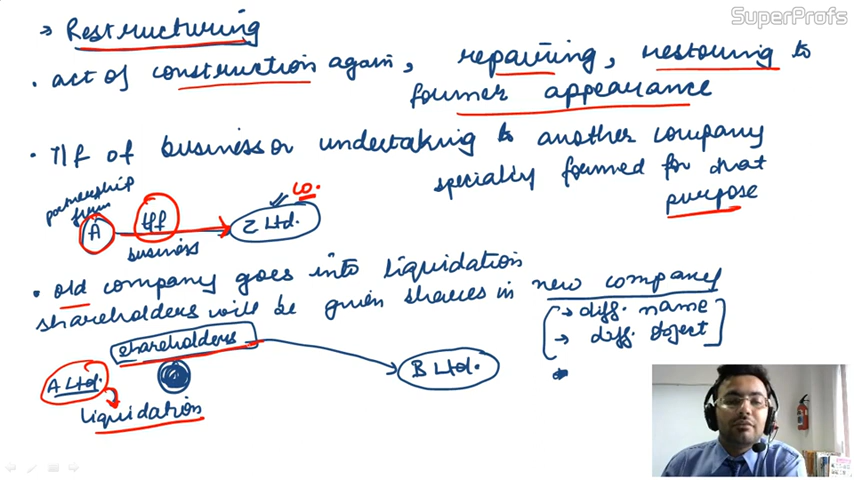 SuperProfs
→ Restructuring
• act of construction again, repairing, restoring to
former appearance
• T/f of business or undertaking to another company
specially formed for that
purpose
partnership
firm
A
tff
business
Z Ltd.
co.
• old company goes into liquidation
shareholders will be given shares in new company
→ diff. name
→ diff. object
shareholders
A Ltd.
liquidation
B Ltd.